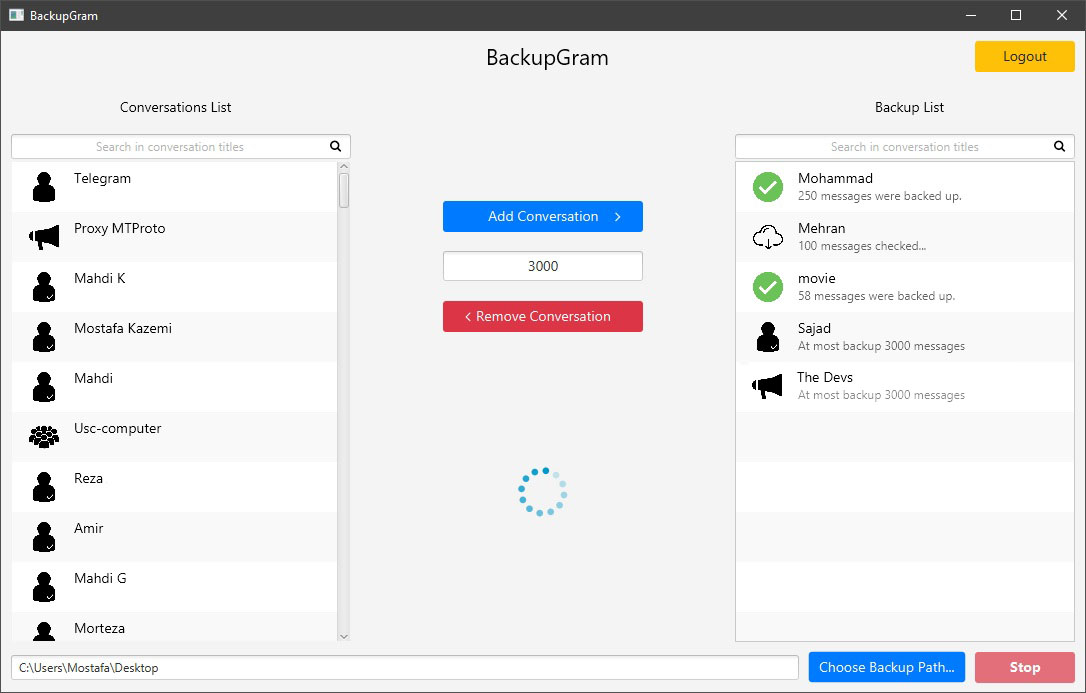 BackupGram
BackupGram
Logout
Conversations List
Search in conversation titles
Telegram
Proxy MTProto
Mahdi K
Mostafa Kazemi
Mahdi
Usc-computer
Reza
Amir
Mahdi G
Morteza
Add Conversation >
3000
< Remove Conversation
Backup List
Search in conversation titles
Mohammad
250 messages were backed up.
Mehran
100 messages checked...
movie
58 messages were backed up.
Sajad
At most backup 3000 messages
The Devs
At most backup 3000 messages
C:\Users\Mostafa\Desktop
Choose Backup Path...
Stop